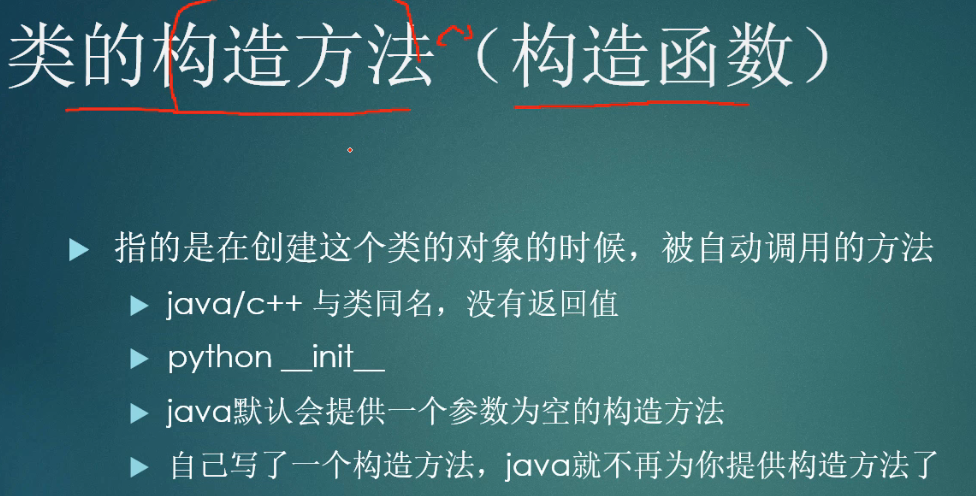 类的构造方法（构造函数）
指的是在创建这个类的对象的时候，被自动调用的方法
java/c++ 与类同名，没有返回值
python __init__
java默认会提供一个参数为空的构造方法
自己写了一个构造方法，java就不再为你提供构造方法了